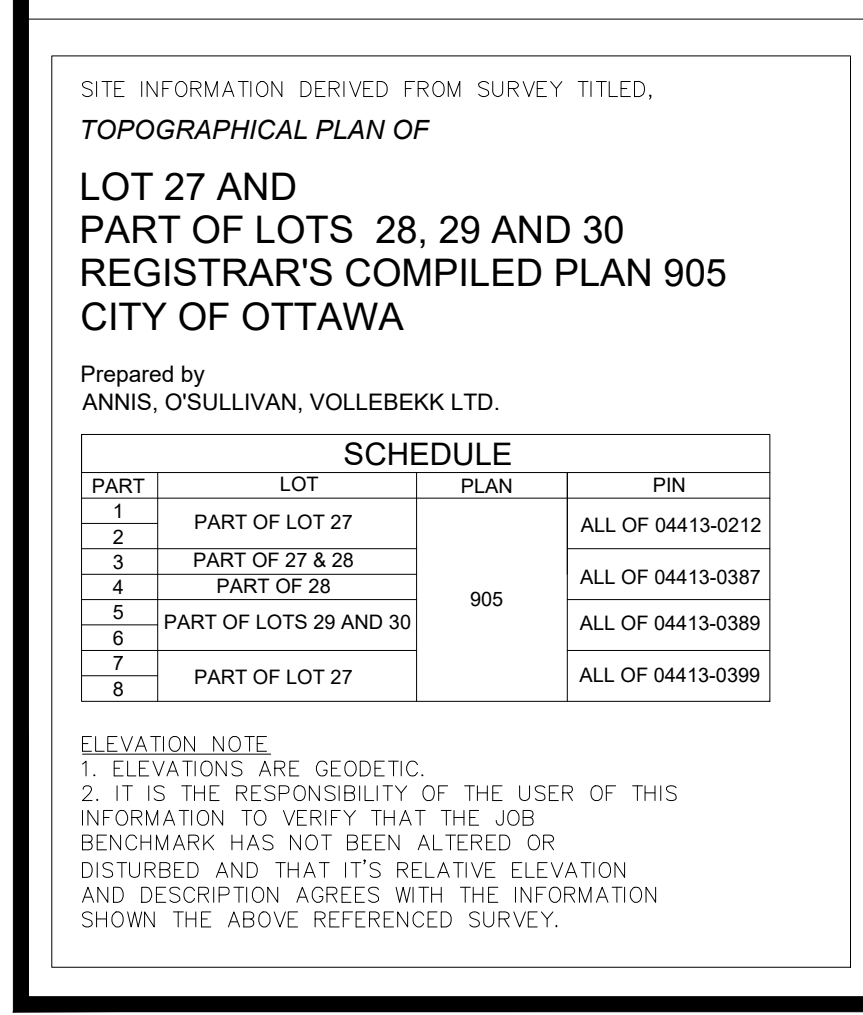 SITE INFORMATION DERIVED FROM SURVEY TITLED,
TOPOGRAPHICAL PLAN OF
LOT 27 AND
PART OF LOTS 28, 29 AND 30
REGISTRAR'S COMPILED PLAN 905
CITY OF OTTAWA
Prepared by
ANNIS, O'SULLIVAN, VOLLEBEKK LTD.
SCHEDULE
PART LOT PLAN PIN
1
PART OF LOT 27 ALL OF 04413-0212
2
3 PART OF 27 & 28
ALL OF 04413-0387
4 PART OF 28
905
5
PART OF LOTS 29 AND 30 ALL OF 04413-0389
6
7
PART OF LOT 27 ALL OF 04413-0399
8
ELEVATION NOTE
1. ELEVATIONS ARE GEODETIC.
2. IT IS THE RESPONSIBILITY OF THE USER OF THIS
INFORMATION TO VERIFY THAT THE JOB
BENCHMARK HAS NOT BEEN ALTERED OR
DISTURBED AND THAT IT'S RELATIVE ELEVATION
AND DESCRIPTION AGREES WITH THE INFORMATION
SHOWN THE ABOVE REFERENCED SURVEY.